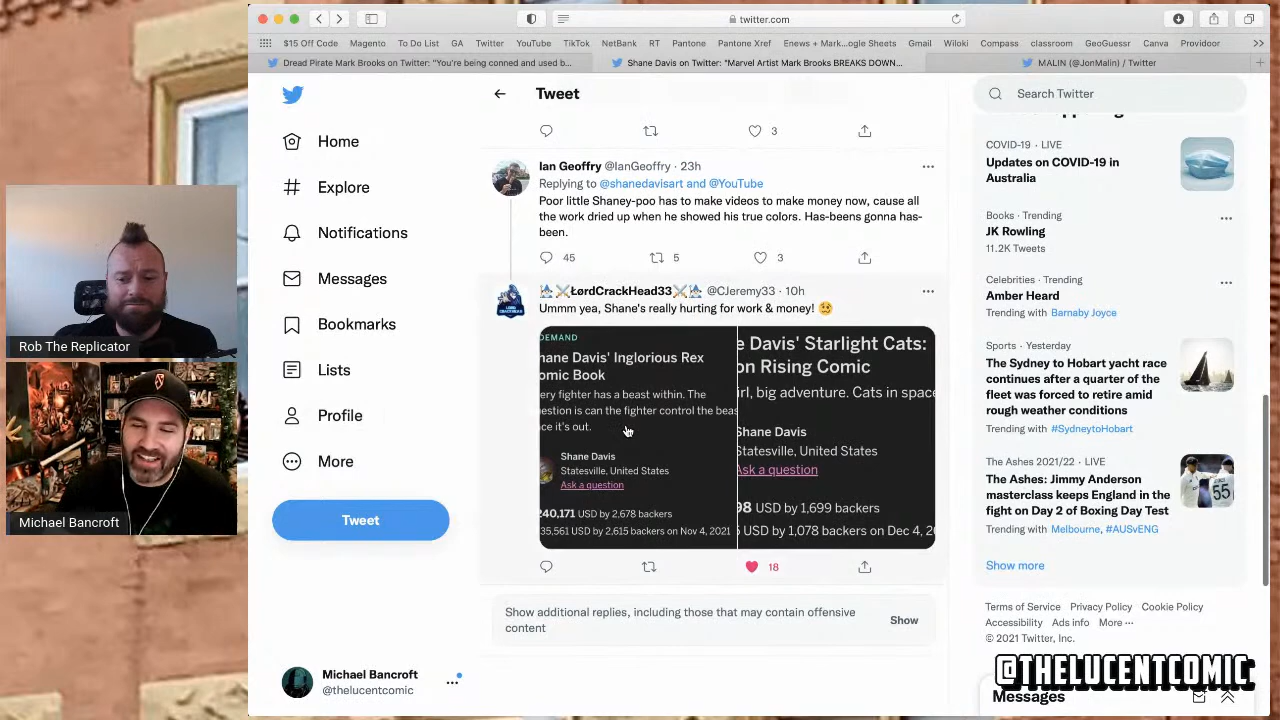 twitter.com
$15 Off Code Magento To Do List GA Twitter YouTube TikTok NetBank RT Pantone Pantone Xref Enews + Mark...ogle Sheets Gmail Wiloki Compass classroom GeoGuessr Canva Providoor
Dread Pirate Mark Brooks on Twitter: "You're being conned and used b...
Shane Davis on Twitter: "Marvel Artist Mark Brooks BREAKS DOWN...
MALIN (@JonMalin) / Twitter
Home
Explore
Notifications
Messages
Bookmarks
Lists
Profile
More
Tweet
Michael Bancroft
@thelucentcomic
Rob The Replicator
Michael Bancroft
Tweet
3
Ian Geoffry @IanGeoffry · 23h
Replying to @shanedavisart and @YouTube
Poor little Shaney-poo has to make videos to make money now, cause all
the work dried up when he showed his true colors. Has-beens gonna has-
been.
45 5 3
ŁørdCrackHead33 @CJeremy33 · 10h
Ummm yea, Shane's really hurting for work & money! 🤕
DEMAND
hane Davis' Inglorious Rex
omic Book
ery fighter has a beast within. The
estion is can the fighter control the beas
ce it's out.
Shane Davis
Statesville, United States
Ask a question
240,171 USD by 2,678 backers
35,561 USD by 2,615 backers on Nov 4, 2021
e Davis' Starlight Cats:
on Rising Comic
irl, big adventure. Cats in space
Shane Davis
Statesville, United States
Ask a question
98 USD by 1,699 backers
USD by 1,078 backers on Dec 4, 20
18
Show additional replies, including those that may contain offensive
content
Show
Search Twitter
COVID-19 · LIVE
Updates on COVID-19 in
Australia
Books · Trending
JK Rowling
11.2K Tweets
Celebrities · Trending
Amber Heard
Trending with Barnaby Joyce
Sports · Yesterday
The Sydney to Hobart yacht race
continues after a quarter of the
fleet was forced to retire amid
rough weather conditions
Trending with #SydneytoHobart
The Ashes 2021/22 · LIVE
The Ashes: Jimmy Anderson
masterclass keeps England in the
fight on Day 2 of Boxing Day Test
Trending with Melbourne, #AUSvENG
Show more
Terms of Service Privacy Policy Cookie Policy
Accessibility Ads info More ···
© 2021 Twitter, Inc.
@THELUCENTCOMIC
Messages